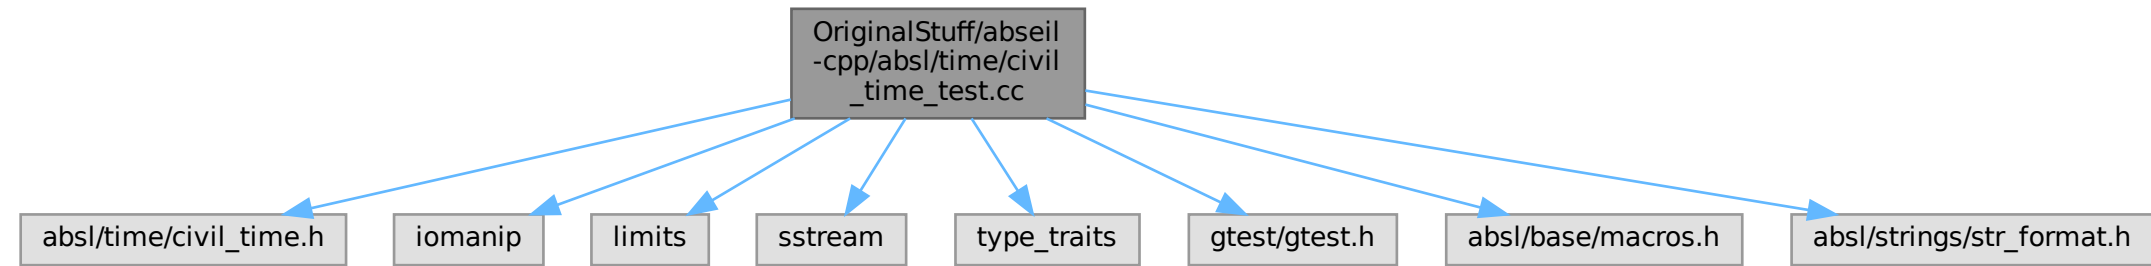 OriginalStuff/abseil
-cpp/absl/time/civil
_time_test.cc
absl/time/civil_time.h
iomanip
limits
sstream
type_traits
gtest/gtest.h
absl/base/macros.h
absl/strings/str_format.h